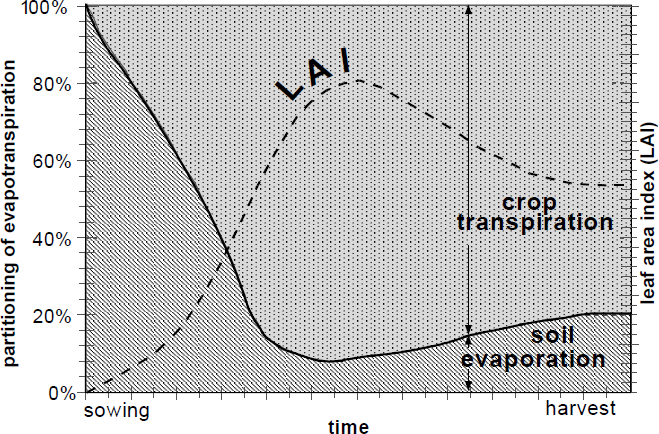 100%
80%
60%
40%
20%
0%
partitioning of evapotranspiration
LAI
crop
transpiration
soil
evaporation
leaf area index (LAI)
sowing
harvest
time